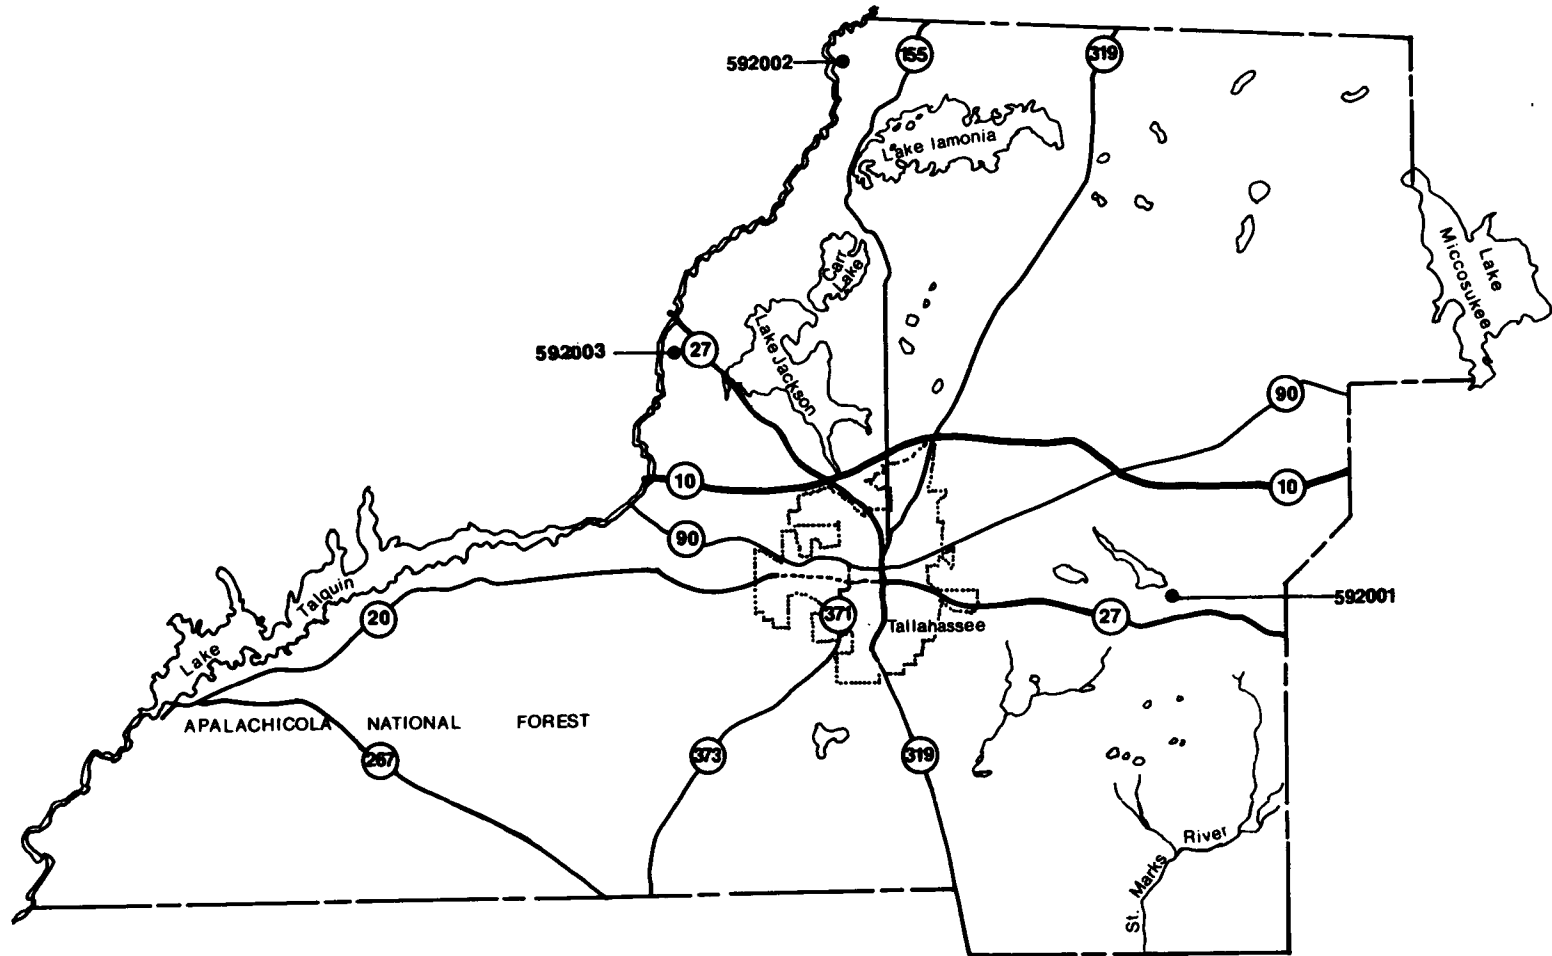 592002
155
319
Lake Iamonia
Carr
Lake
Lake
Miccosukee
Lake Jackson
592003
27
90
10
10
90
592001
Lake Talquin
20
371
Tallahassee
27
APALACHICOLA NATIONAL FOREST
267
373
319
St. Marks River